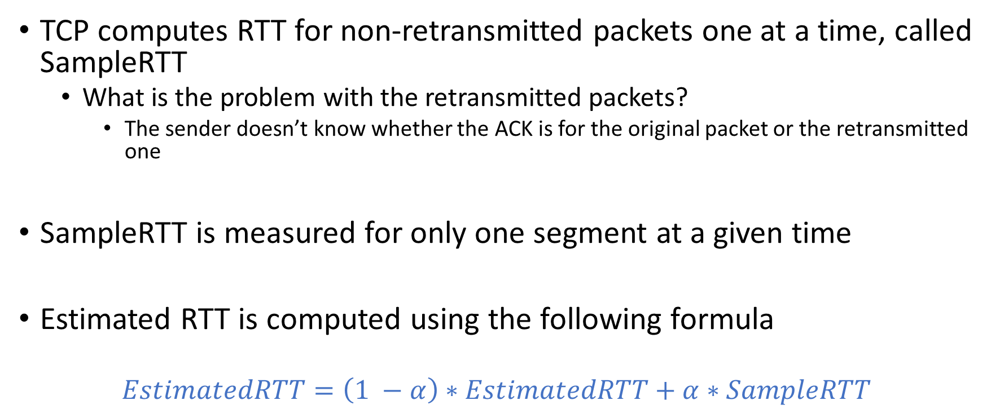 • TCP computes RTT for non-retransmitted packets one at a time, called
SampleRTT
• What is the problem with the retransmitted packets?
• The sender doesn’t know whether the ACK is for the original packet or the retransmitted
one
• SampleRTT is measured for only one segment at a given time
• Estimated RTT is computed using the following formula
EstimatedRTT = (1 − α) ∗ EstimatedRTT + α ∗ SampleRTT